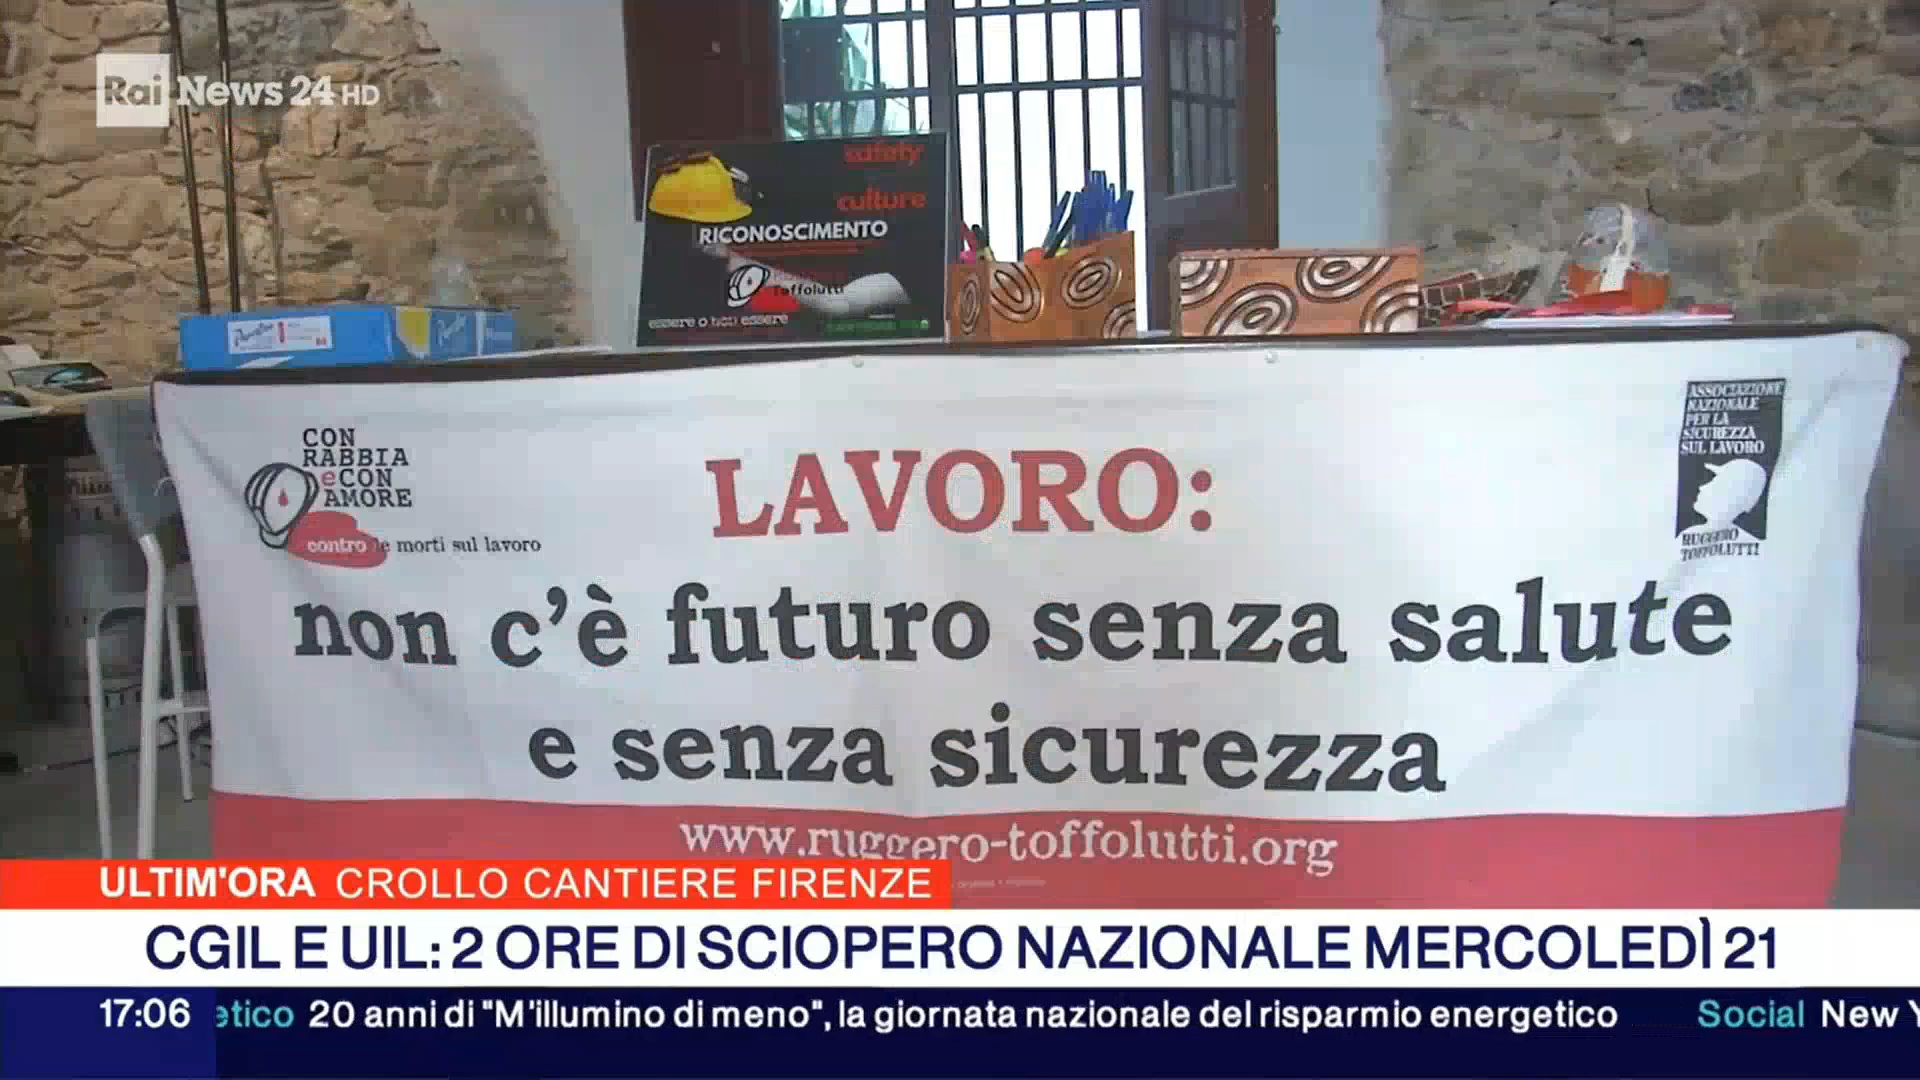 Rai News 24 HD
safety
culture
RICONOSCIMENTO
Toffolutti
essere o non essere
CON
RABBIA
e CON
AMORE
contro le morti sul lavoro
LAVORO:
non c'è futuro senza salute
e senza sicurezza
www.ruggero-toffolutti.org
ASSOCIAZIONE
NAZIONALE
PER LA
SICUREZZA
SUL LAVORO
RUGGERO
TOFFOLUTTI
ULTIM'ORA CROLLO CANTIERE FIRENZE
CGIL E UIL: 2 ORE DI SCIOPERO NAZIONALE MERCOLEDÌ 21
17:06 etico 20 anni di "M'illumino di meno", la giornata nazionale del risparmio energetico Social New